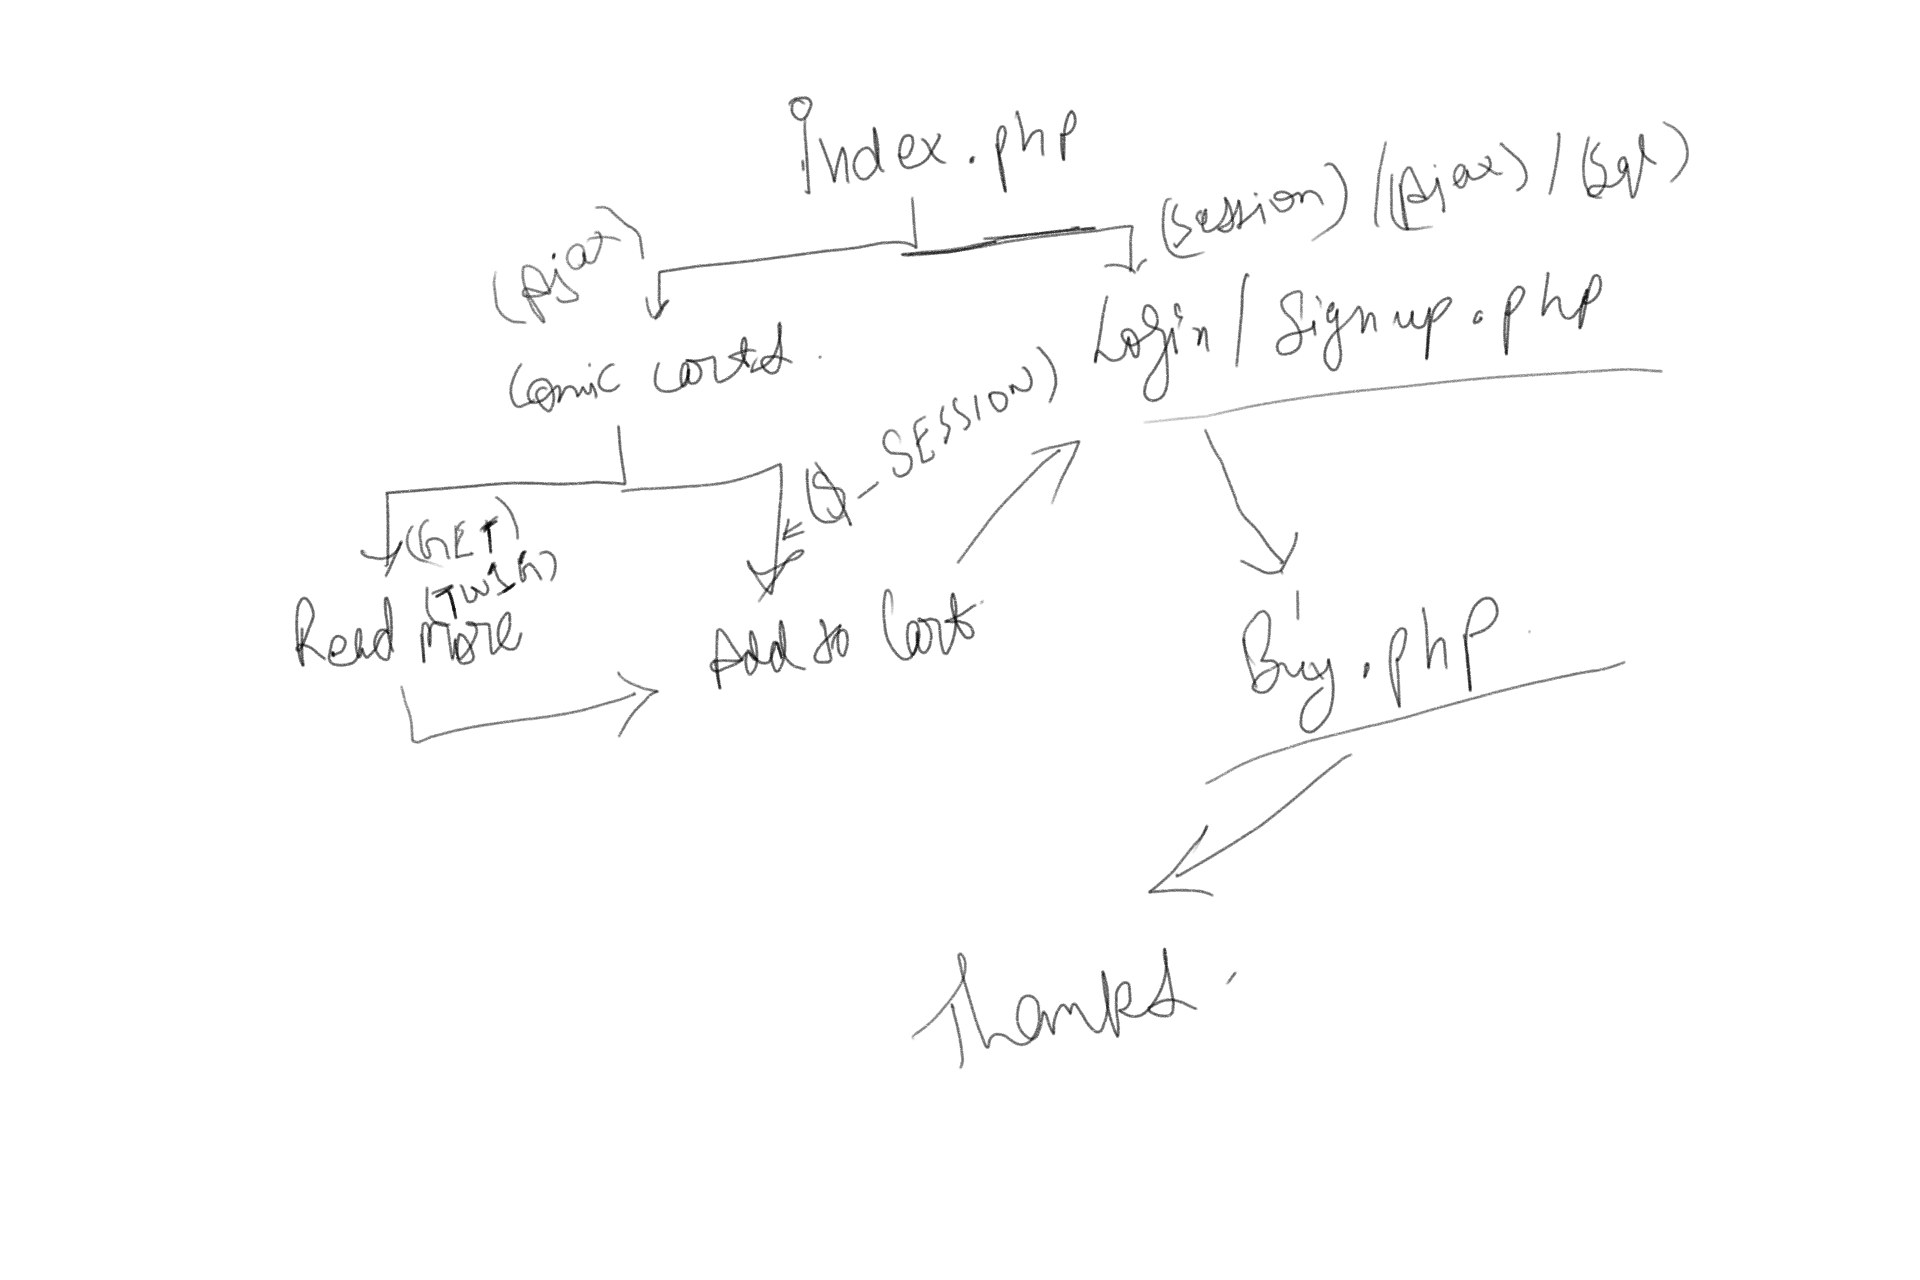 index.php
(Ajax)
(Session) / (Ajax) / (Sql)
Comic carts.
Login / Signup.php
($_SESSION)
(GET)
(TWIG)
Read More
Add to Cart
Buy.php
Thanks.